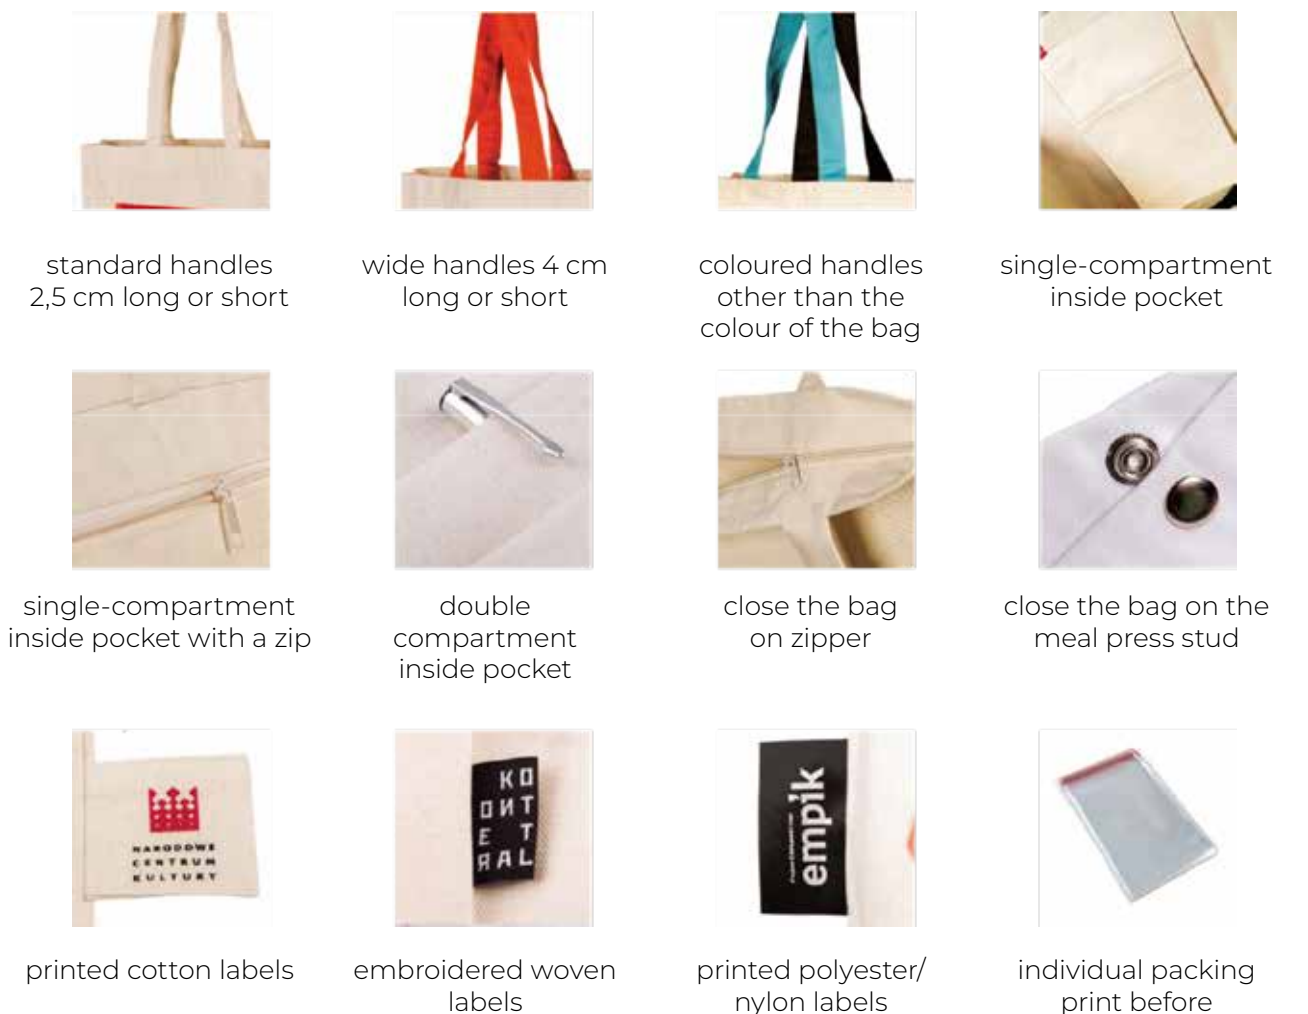 standard handles
2,5 cm long or short
wide handles 4 cm
long or short
coloured handles
other than the
colour of the bag
single-compartment
inside pocket
single-compartment
inside pocket with a zip
double
compartment
inside pocket
close the bag
on zipper
close the bag on the
meal press stud
NARODOWE
CENTRUM
KULTURY
printed cotton labels
KO
ONT
E T
RAL
embroidered woven
labels
empik
printed polyester/
nylon labels
individual packing
print before